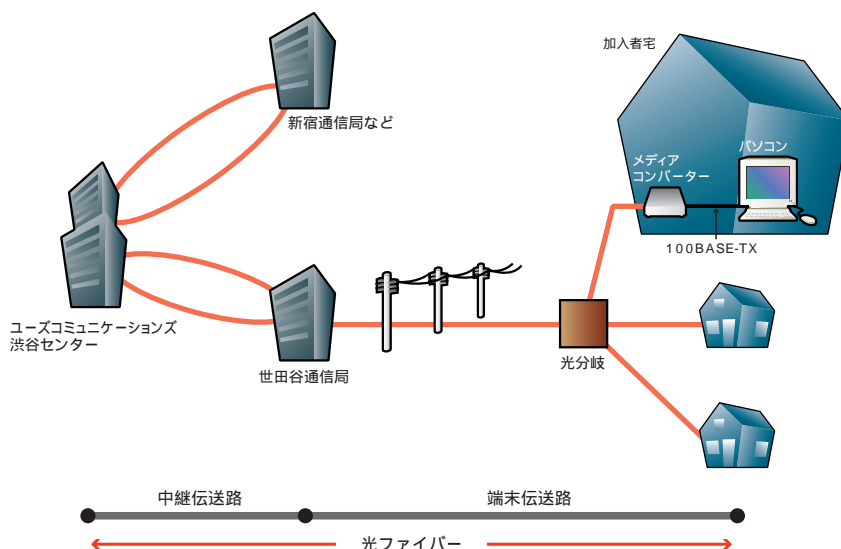 加入者宅
新宿通信局など
メディア
コンバーター
パソコン
100BASE-TX
ユーズコミュニケーションズ
渋谷センター
世田谷通信局
光分岐
中継伝送路
端末伝送路
光ファイバー